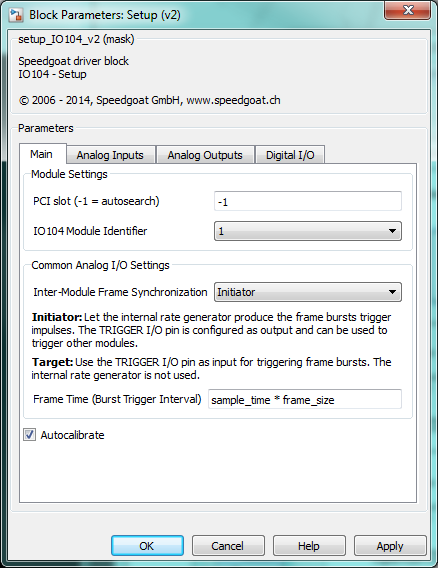 Block Parameters: Setup (v2)
setup_IO104_v2 (mask)
Speedgoat driver block
IO104 - Setup
© 2006 - 2014, Speedgoat GmbH, www.speedgoat.ch
Parameters
Main Analog Inputs Analog Outputs Digital I/O
Module Settings
PCI slot (-1 = autosearch) -1
IO104 Module Identifier 1
Common Analog I/O Settings
Inter-Module Frame Synchronization Initiator
Initiator: Let the internal rate generator produce the frame bursts trigger
impulses. The TRIGGER I/O pin is configured as output and can be used to
trigger other modules.
Target: Use the TRIGGER I/O pin as input for triggering frame bursts. The
internal rate generator is not used.
Frame Time (Burst Trigger Interval) sample_time * frame_size
Autocalibrate
OK Cancel Help Apply